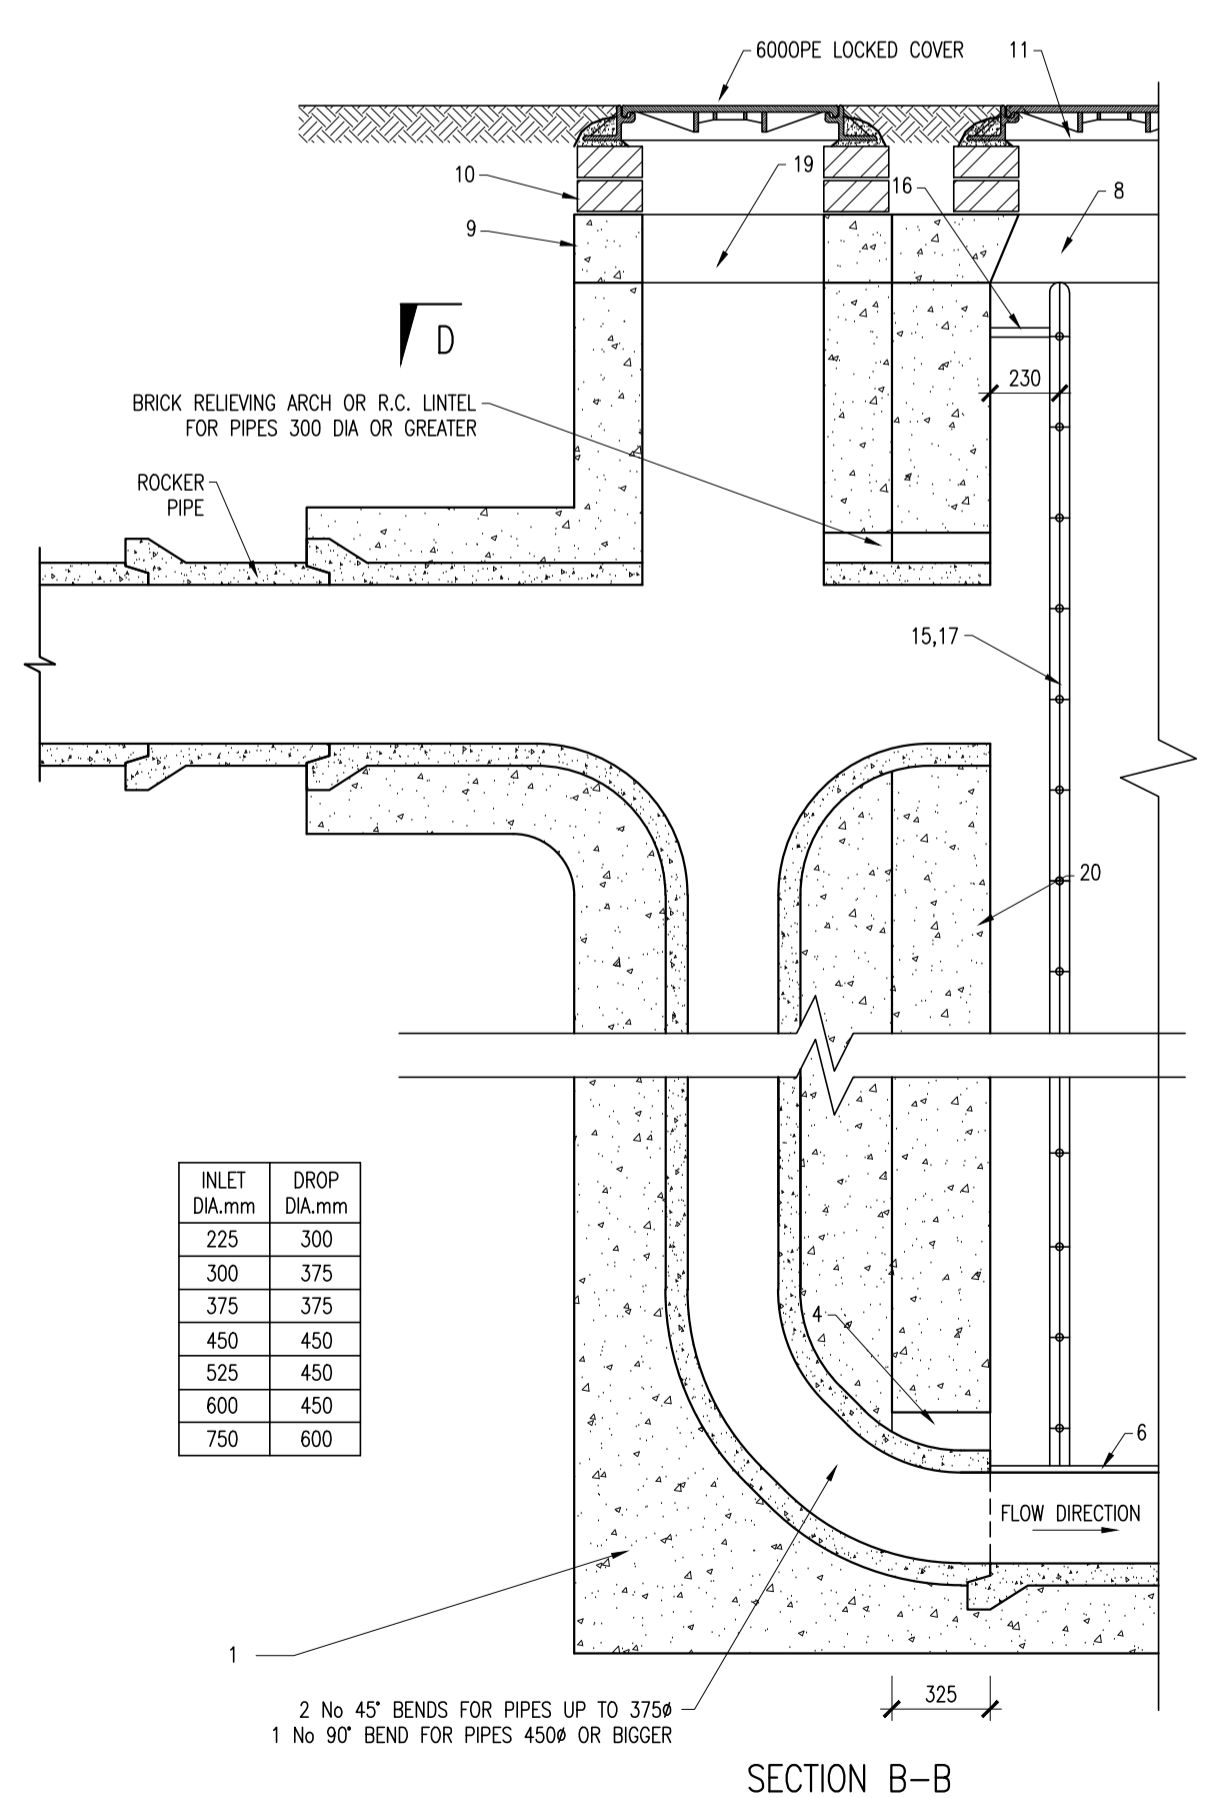 6000PE LOCKED COVER
11
10
19
16
8
9
D
230
BRICK RELIEVING ARCH OR R.C. LINTEL
FOR PIPES 300 DIA OR GREATER
ROCKER
PIPE
15,17
20
INLET DIA.mm DROP DIA.mm
225 300
300 375
375 375
450 450
525 450
600 450
750 600
4
6
FLOW DIRECTION
1
2 No 45° BENDS FOR PIPES UP TO 375ø
1 No 90° BEND FOR PIPES 450ø OR BIGGER
325
SECTION B-B